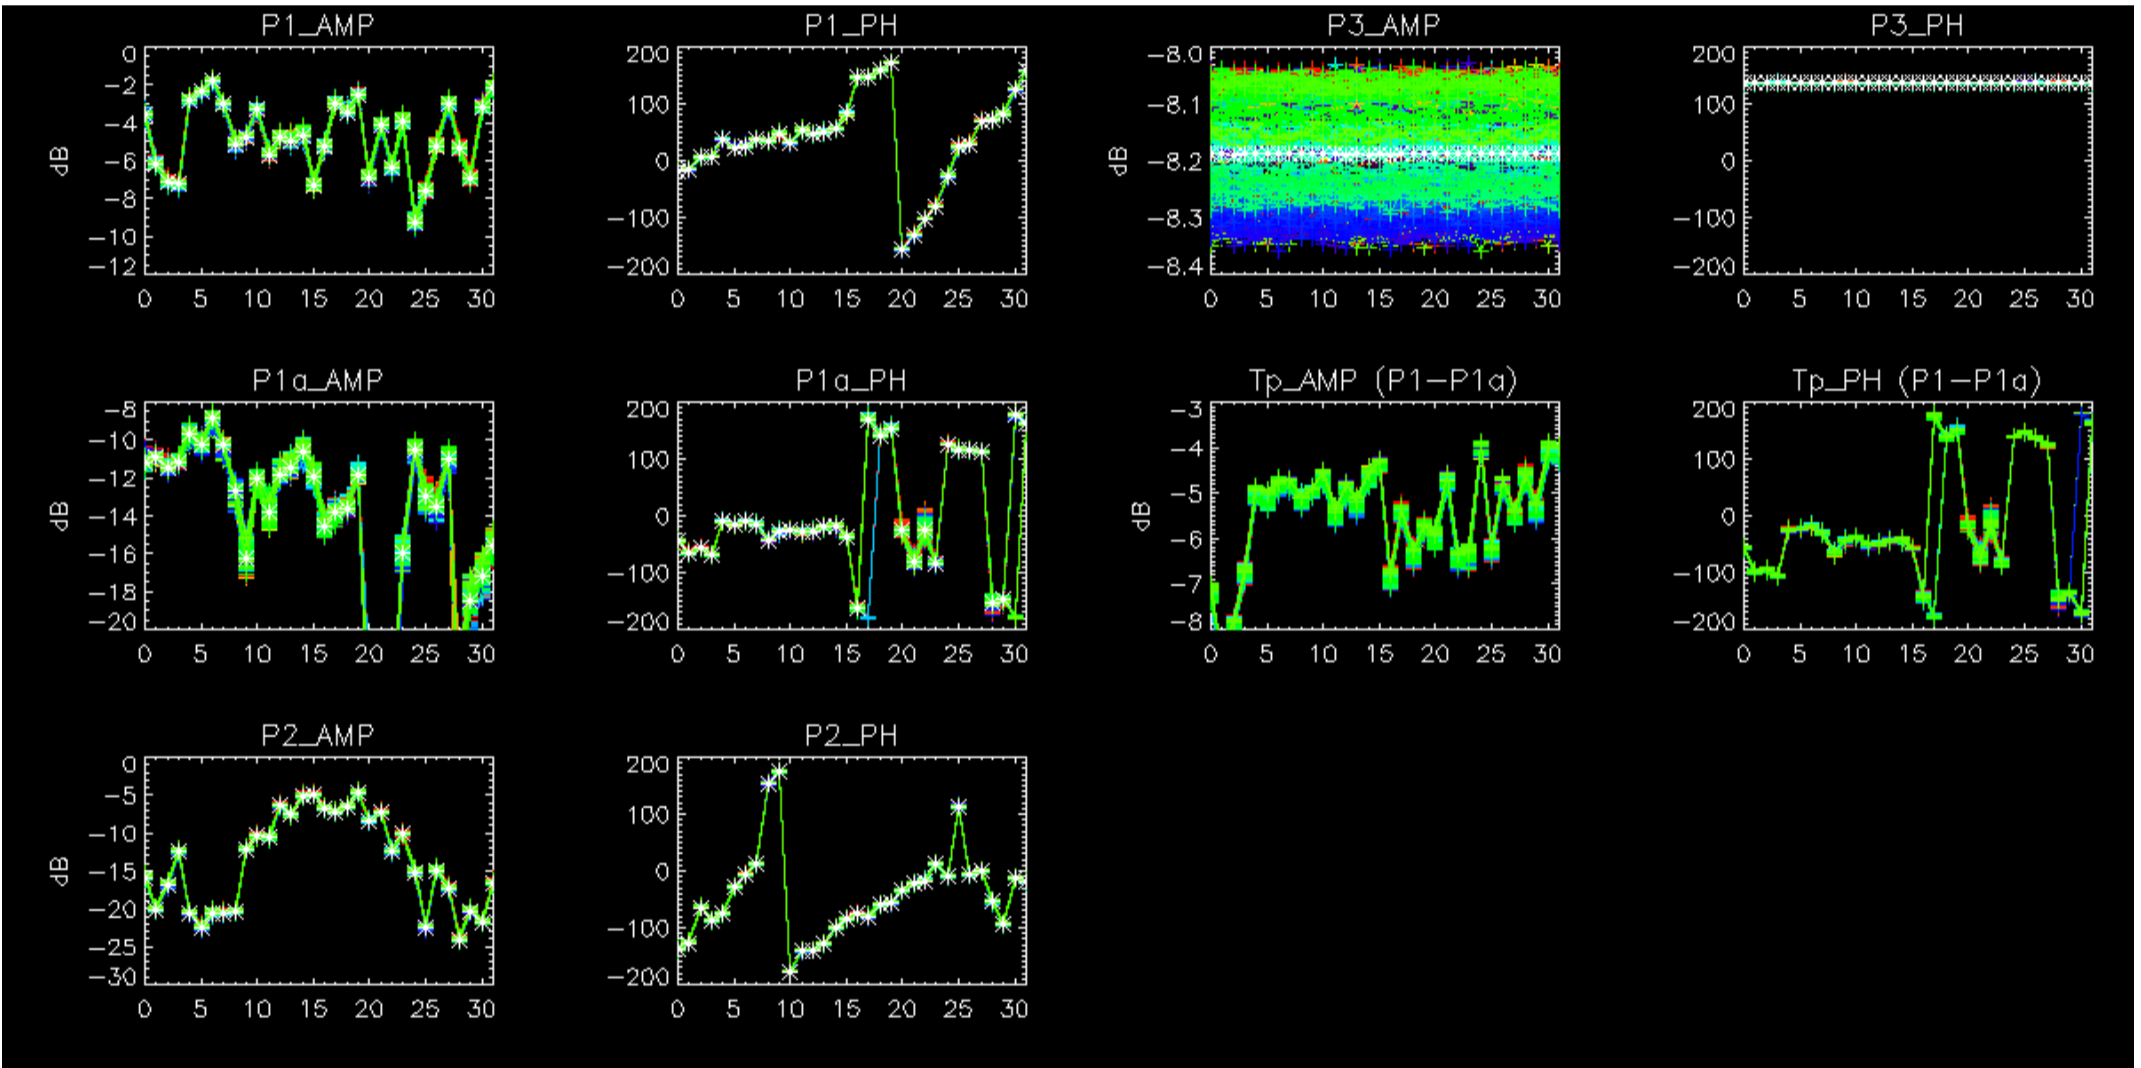 P1_AMP
0
−2
−4
−6
−8
−10
−12
dB
0 5 10 15 20 25 30
P1_PH
200
100
0
−100
−200
0 5 10 15 20 25 30
P3_AMP
−8.0
−8.1
−8.2
−8.3
−8.4
dB
0 5 10 15 20 25 30
P3_PH
200
100
0
−100
−200
0 5 10 15 20 25 30
P1a_AMP
−8
−10
−12
−14
−16
−18
−20
dB
0 5 10 15 20 25 30
P1a_PH
200
100
0
−100
−200
0 5 10 15 20 25 30
Tp_AMP (P1−P1a)
−3
−4
−5
−6
−7
−8
dB
0 5 10 15 20 25 30
Tp_PH (P1−P1a)
200
100
0
−100
−200
0 5 10 15 20 25 30
P2_AMP
0
−5
−10
−15
−20
−25
−30
dB
0 5 10 15 20 25 30
P2_PH
200
100
0
−100
−200
0 5 10 15 20 25 30